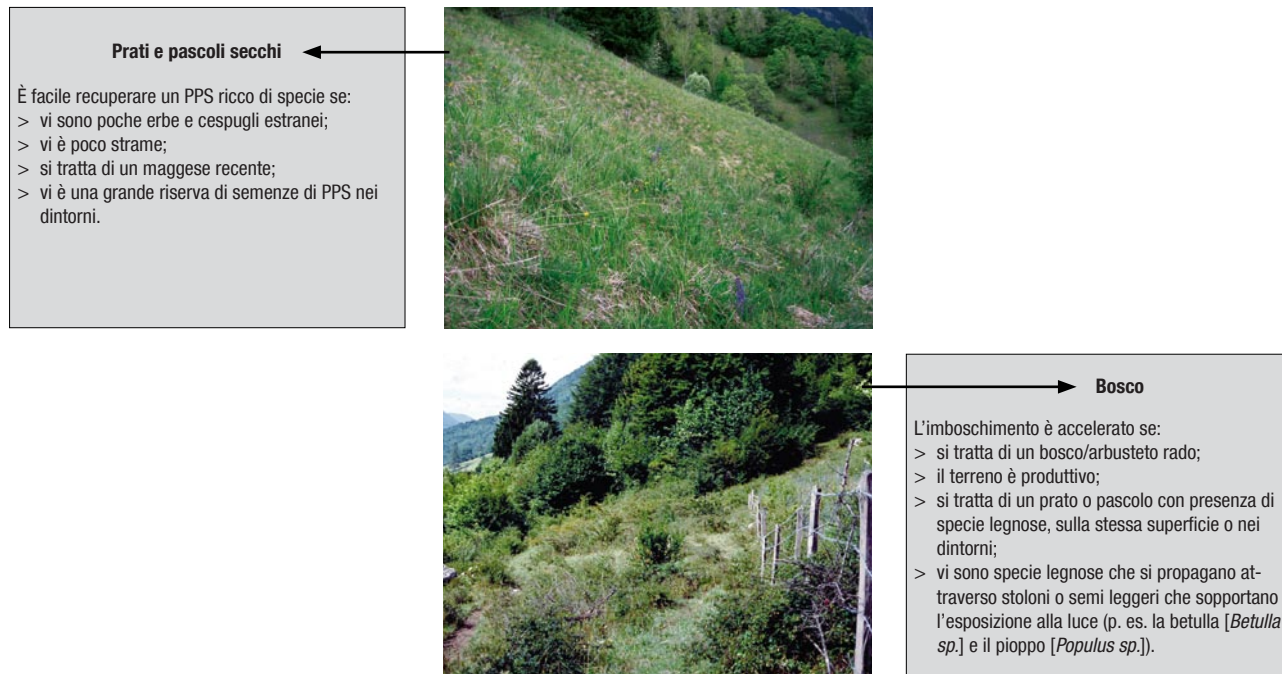 Prati e pascoli secchi
È facile recuperare un PPS ricco di specie se:
> vi sono poche erbe e cespugli estranei;
> vi è poco strame;
> si tratta di un maggese recente;
> vi è una grande riserva di semenze di PPS nei
dintorni.
Bosco
L'imboschimento è accelerato se:
> si tratta di un bosco/arbusteto rado;
> il terreno è produttivo;
> si tratta di un prato o pascolo con presenza di
specie legnose, sulla stessa superficie o nei
dintorni;
> vi sono specie legnose che si propagano at-
traverso stoloni o semi leggeri che sopportano
l'esposizione alla luce (p. es. la betulla [Betulla
sp.] e il pioppo [Populus sp.]).